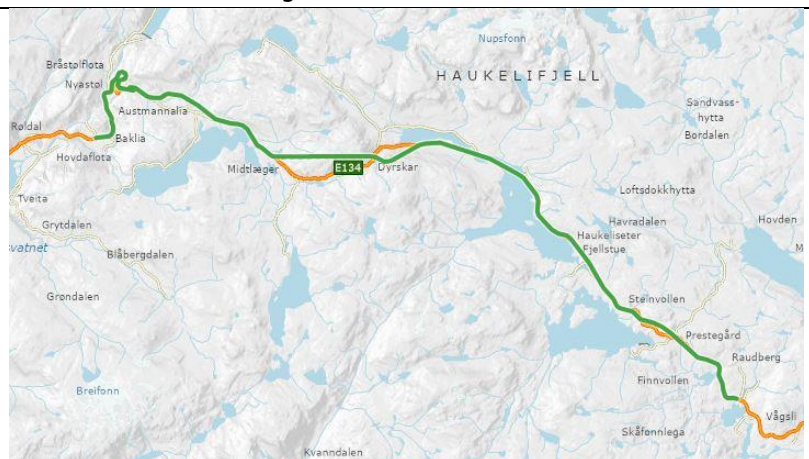 Nupsfonn
Bråstølflota
HAUKELIFJELL
Nyastøl
Austmannalia
Sandvass-
hytta
Bordalen
Røldal
Baklia
Hovdaflota
Midtlæger
E134
Dyrskar
Tveita
Loftsdokkhytta
Havradalen
Hovden
Grytdalen
Haukeliseter
Fjellstue
svatnet
Blåbergdalen
M
Grøndalen
Steinvollen
Prestegård
Raudberg
Finnvollen
Breifonn
Vågsli
Skåfonnlega
Kvanndalen